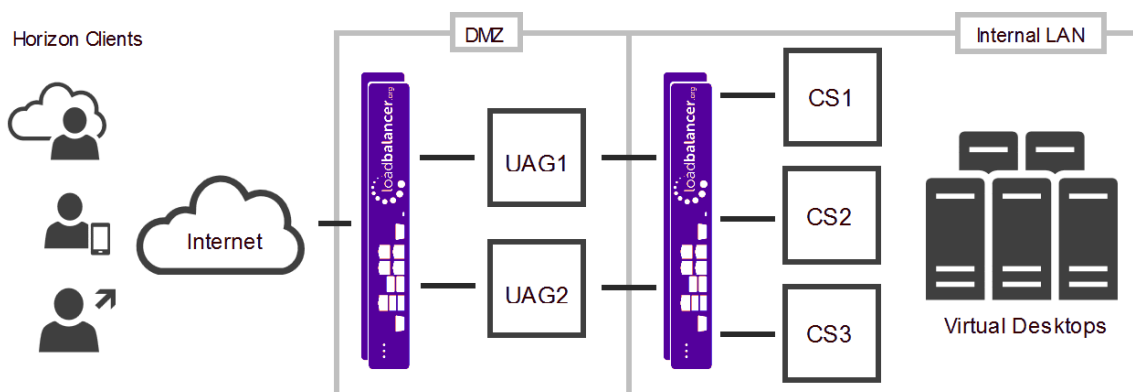 Horizon Clients
DMZ
Internal LAN
Internet
loadbalancer.org
UAG1
UAG2
loadbalancer.org
CS1
CS2
CS3
Virtual Desktops